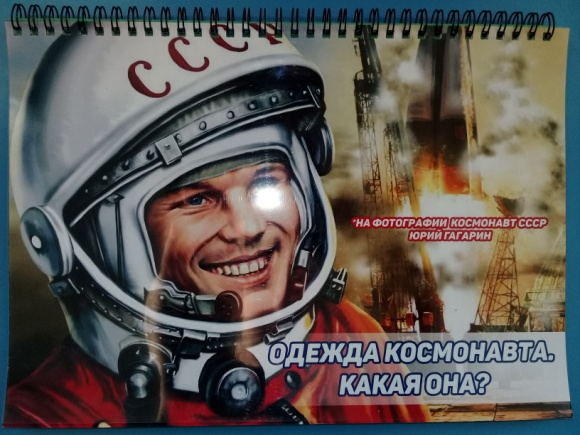 СССР
*НА ФОТОГРАФИИ КОСМОНАВТ СССР
ЮРИЙ ГАГАРИН
ОДЕЖДА КОСМОНАВТА.
КАКАЯ ОНА?